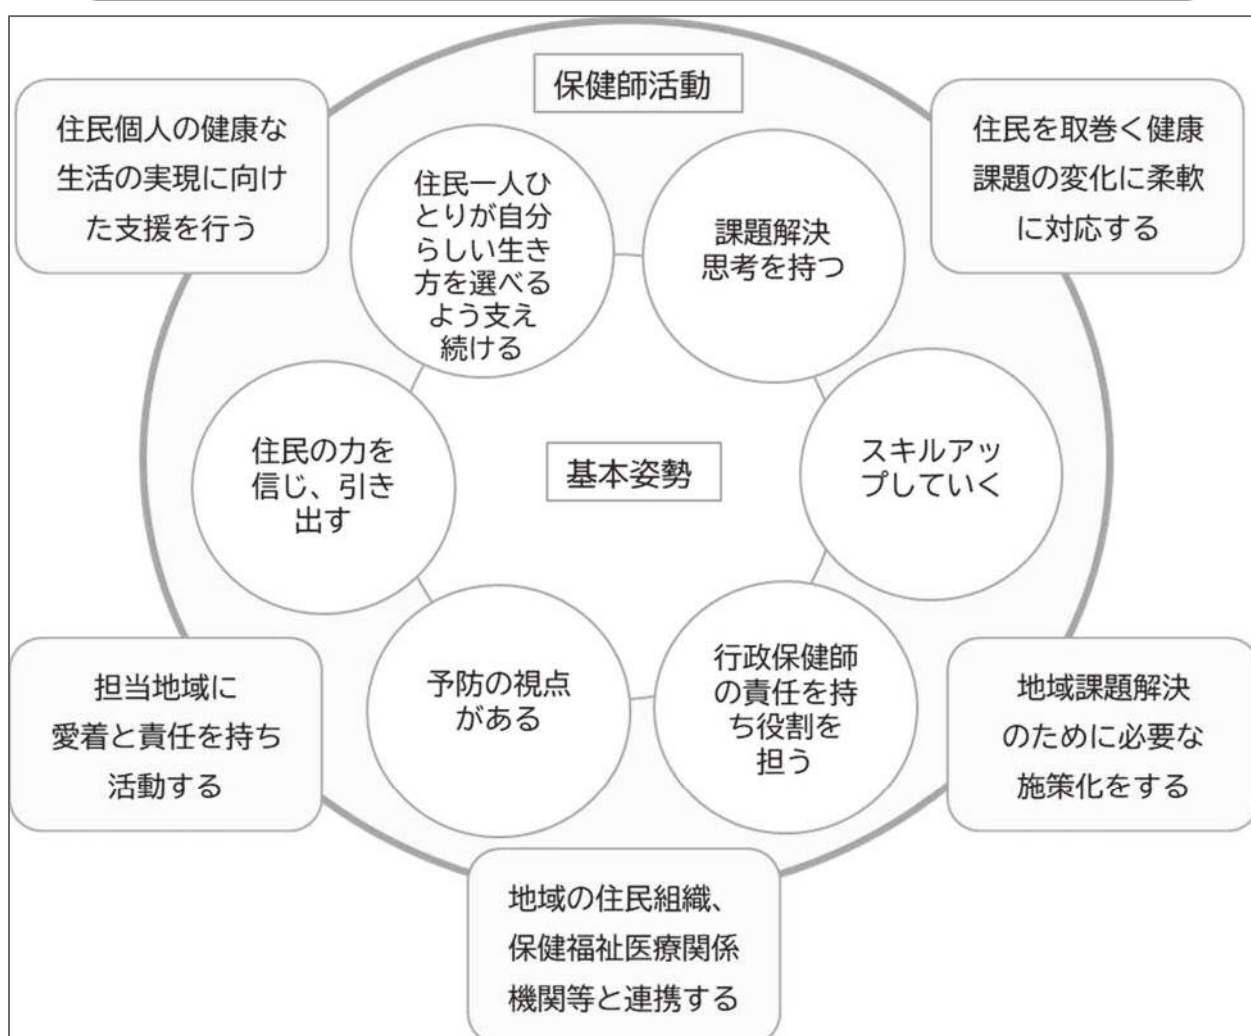 保健師活動
住民個人の健康な
生活の実現に向け
た支援を行う
住民を取巻く健康
課題の変化に柔軟
に対応する
住民一人ひ
とりが自分
らしい生き
方を選べる
よう支え
続ける
課題解決
思考を持つ
住民の力を
信じ、引き
出す
基本姿勢
スキルアッ
プしていく
予防の視点
がある
行政保健師
の責任を持
ち役割を
担う
担当地域に
愛着と責任を持ち
活動する
地域課題解決
のために必要な
施策化をする
地域の住民組織、
保健福祉医療関係
機関等と連携する